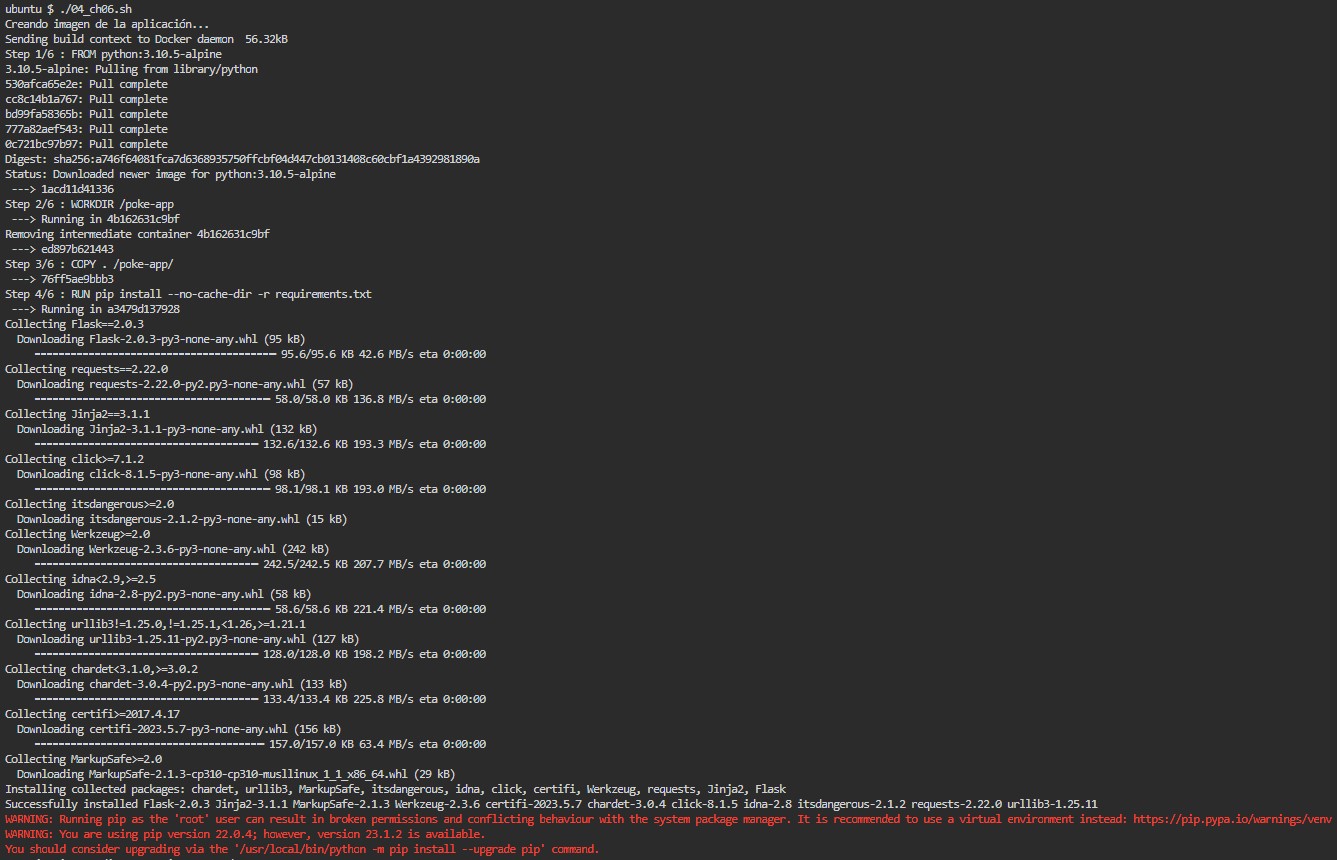 ubuntu $ ./04_ch06.sh
Creando imagen de la aplicación...
Sending build context to Docker daemon  56.32kB
Step 1/6 : FROM python:3.10.5-alpine
3.10.5-alpine: Pulling from library/python
530afca65e2e: Pull complete
cc8c14b1a767: Pull complete
bd99fa58365b: Pull complete
777a82aef543: Pull complete
0c721bc97b97: Pull complete
Digest: sha256:a746f64081fca7d6368935750ffcbf04d447cb0131408c60cbf1a4392981890a
Status: Downloaded newer image for python:3.10.5-alpine
 ---> 1acd11d41336
Step 2/6 : WORKDIR /poke-app
 ---> Running in 4b162631c9bf
Removing intermediate container 4b162631c9bf
 ---> ed897b621443
Step 3/6 : COPY . /poke-app/
 ---> 76ff5ae9bbb3
Step 4/6 : RUN pip install --no-cache-dir -r requirements.txt
 ---> Running in a3479d137928
Collecting Flask==2.0.3
  Downloading Flask-2.0.3-py3-none-any.whl (95 kB)
     ━━━━━━━━━━━━━━━━━━━━━━━━━━━━━━━━━━━━━━━━ 95.6/95.6 KB 42.6 MB/s eta 0:00:00
Collecting requests==2.22.0
  Downloading requests-2.22.0-py2.py3-none-any.whl (57 kB)
     ━━━━━━━━━━━━━━━━━━━━━━━━━━━━━━━━━━━━━━━ 58.0/58.0 KB 136.8 MB/s eta 0:00:00
Collecting Jinja2==3.1.1
  Downloading Jinja2-3.1.1-py3-none-any.whl (132 kB)
     ━━━━━━━━━━━━━━━━━━━━━━━━━━━━━━━━━━━━━ 132.6/132.6 KB 193.3 MB/s eta 0:00:00
Collecting click>=7.1.2
  Downloading click-8.1.5-py3-none-any.whl (98 kB)
     ━━━━━━━━━━━━━━━━━━━━━━━━━━━━━━━━━━━━━━━ 98.1/98.1 KB 193.0 MB/s eta 0:00:00
Collecting itsdangerous>=2.0
  Downloading itsdangerous-2.1.2-py3-none-any.whl (15 kB)
Collecting Werkzeug>=2.0
  Downloading Werkzeug-2.3.6-py3-none-any.whl (242 kB)
     ━━━━━━━━━━━━━━━━━━━━━━━━━━━━━━━━━━━━━ 242.5/242.5 KB 207.7 MB/s eta 0:00:00
Collecting idna<2.9,>=2.5
  Downloading idna-2.8-py2.py3-none-any.whl (58 kB)
     ━━━━━━━━━━━━━━━━━━━━━━━━━━━━━━━━━━━━━━━ 58.6/58.6 KB 221.4 MB/s eta 0:00:00
Collecting urllib3!=1.25.0,!=1.25.1,<1.26,>=1.21.1
  Downloading urllib3-1.25.11-py2.py3-none-any.whl (127 kB)
     ━━━━━━━━━━━━━━━━━━━━━━━━━━━━━━━━━━━━━ 128.0/128.0 KB 198.2 MB/s eta 0:00:00
Collecting chardet<3.1.0,>=3.0.2
  Downloading chardet-3.0.4-py2.py3-none-any.whl (133 kB)
     ━━━━━━━━━━━━━━━━━━━━━━━━━━━━━━━━━━━━━ 133.4/133.4 KB 225.8 MB/s eta 0:00:00
Collecting certifi>=2017.4.17
  Downloading certifi-2023.5.7-py3-none-any.whl (156 kB)
     ━━━━━━━━━━━━━━━━━━━━━━━━━━━━━━━━━━━━━━ 157.0/157.0 KB 63.4 MB/s eta 0:00:00
Collecting MarkupSafe>=2.0
  Downloading MarkupSafe-2.1.3-cp310-cp310-musllinux_1_1_x86_64.whl (29 kB)
Installing collected packages: chardet, urllib3, MarkupSafe, itsdangerous, idna, click, certifi, Werkzeug, requests, Jinja2, Flask
Successfully installed Flask-2.0.3 Jinja2-3.1.1 MarkupSafe-2.1.3 Werkzeug-2.3.6 certifi-2023.5.7 chardet-3.0.4 click-8.1.5 idna-2.8 itsdangerous-2.1.2 requests-2.22.0 urllib3-1.25.11
WARNING: Running pip as the 'root' user can result in broken permissions and conflicting behaviour with the system package manager. It is recommended to use a virtual environment instead: https://pip.pypa.io/warnings/venv
WARNING: You are using pip version 22.0.4; however, version 23.1.2 is available.
You should consider upgrading via the '/usr/local/bin/python -m pip install --upgrade pip' command.